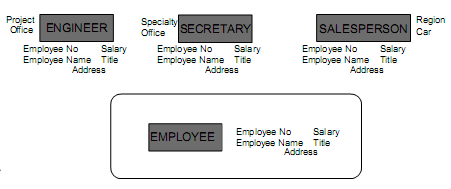 Project
Office
ENGINEER
Employee No Salary
Employee Name Title
Address
Specialty
Office
SECRETARY
Employee No Salary
Employee Name Title
Address
SALESPERSON
Region
Car
Employee No Salary
Employee Name Title
Address
EMPLOYEE
Employee No Salary
Employee Name Title
Address